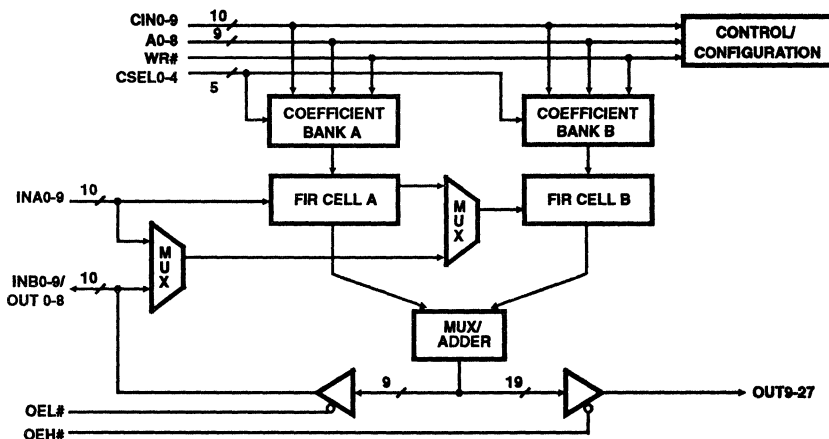 CIN0-9 10
A0-8 9
WR#
CSEL0-4 5
CONTROL/
CONFIGURATION
COEFFICIENT
BANK A
COEFFICIENT
BANK B
INA0-9 10
FIR CELL A
MUX
FIR CELL B
MUX
INB0-9/ 10
OUT 0-8
MUX/
ADDER
9 19
OUT9-27
OEL#
OEH#